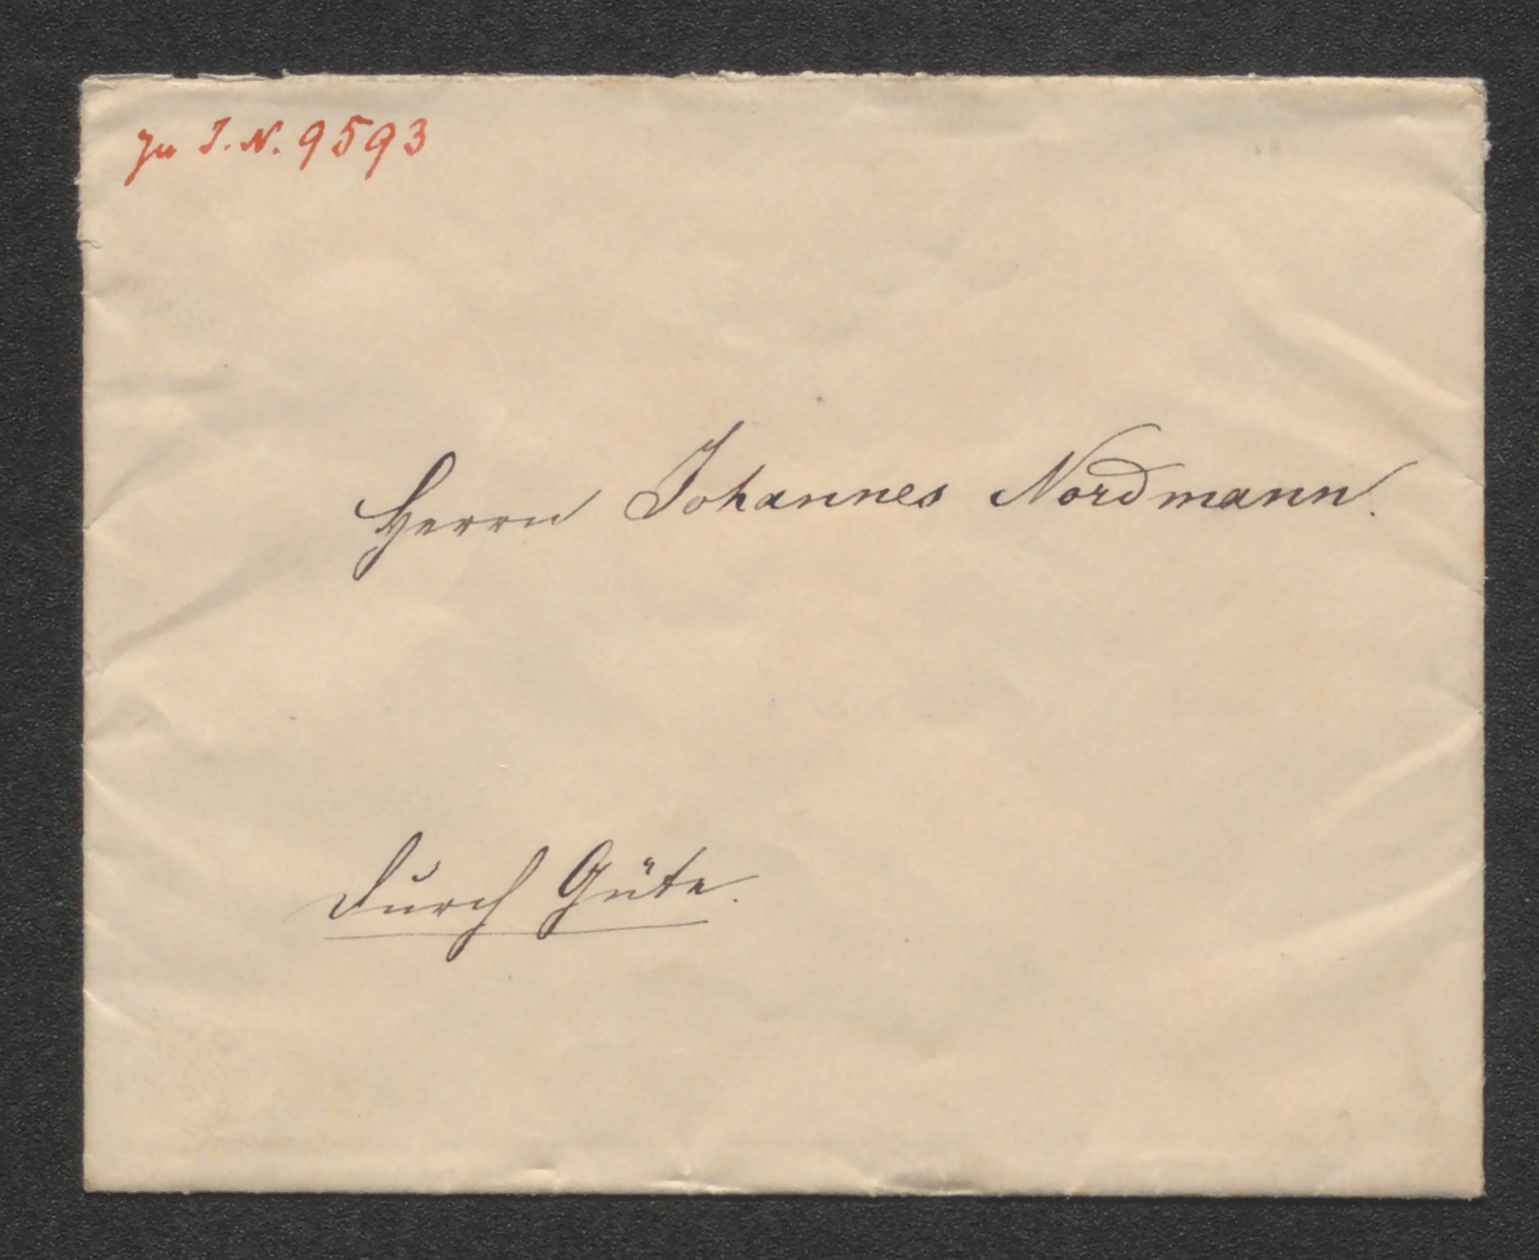 Zu I. N. 9593
Herrn Johannes Nordmann.
durch Güte.